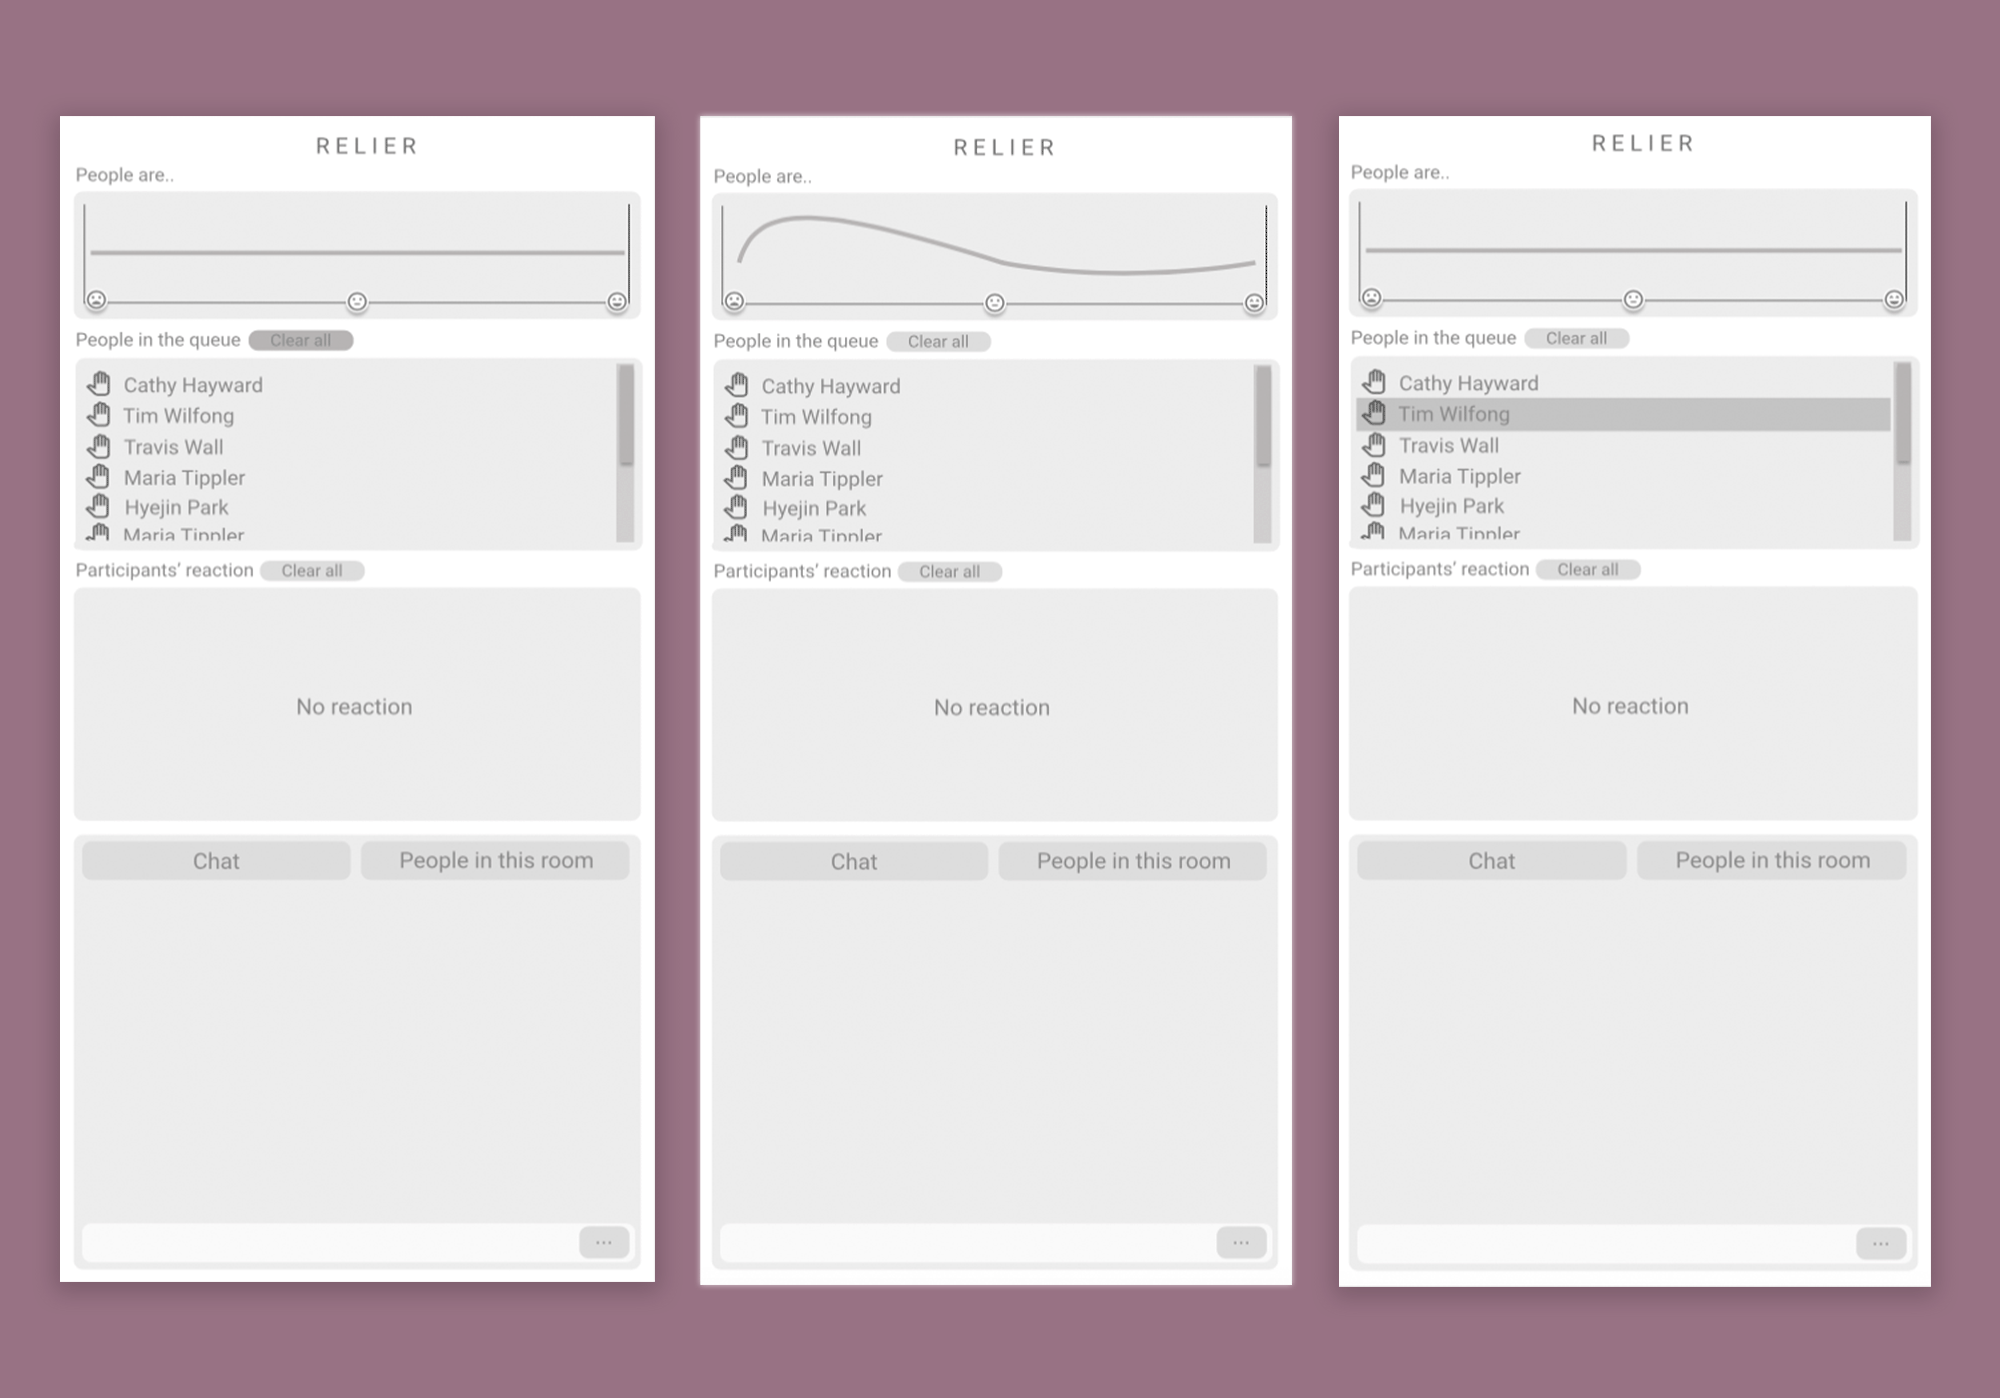 RELIER
People are..
People in the queue Clear all
Cathy Hayward
Tim Wilfong
Travis Wall
Maria Tippler
Hyejin Park
Maria Tippler
Participants’ reaction Clear all
No reaction
Chat People in this room
...
RELIER
People are..
People in the queue Clear all
Cathy Hayward
Tim Wilfong
Travis Wall
Maria Tippler
Hyejin Park
Maria Tippler
Participants’ reaction Clear all
No reaction
Chat People in this room
...
RELIER
People are..
People in the queue Clear all
Cathy Hayward
Tim Wilfong
Travis Wall
Maria Tippler
Hyejin Park
Maria Tippler
Participants’ reaction Clear all
No reaction
Chat People in this room
...